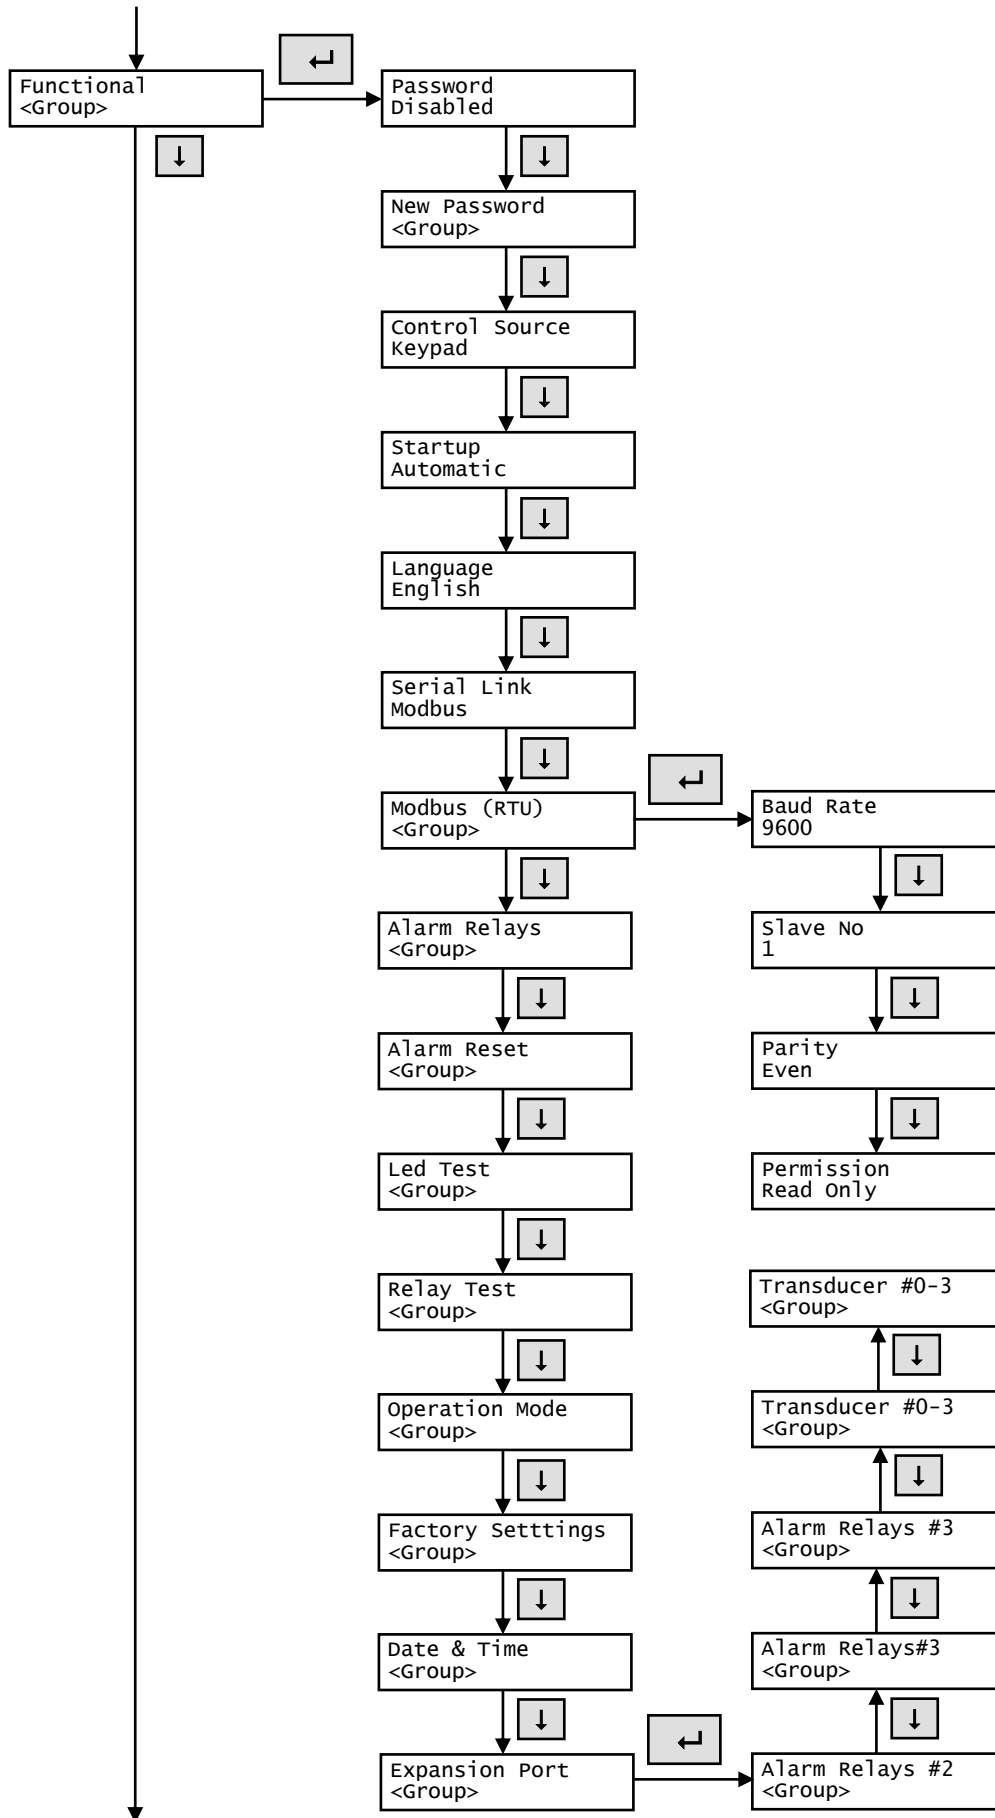 Functional
<Group>
Password
Disabled
New Password
<Group>
Control Source
Keypad
Startup
Automatic
Language
English
Serial Link
Modbus
Modbus (RTU)
<Group>
Baud Rate
9600
Slave No
1
Parity
Even
Permission
Read Only
Alarm Relays
<Group>
Alarm Reset
<Group>
Led Test
<Group>
Relay Test
<Group>
Operation Mode
<Group>
Factory Setttings
<Group>
Date & Time
<Group>
Expansion Port
<Group>
Transducer #0-3
<Group>
Transducer #0-3
<Group>
Alarm Relays #3
<Group>
Alarm Relays#3
<Group>
Alarm Relays #2
<Group>